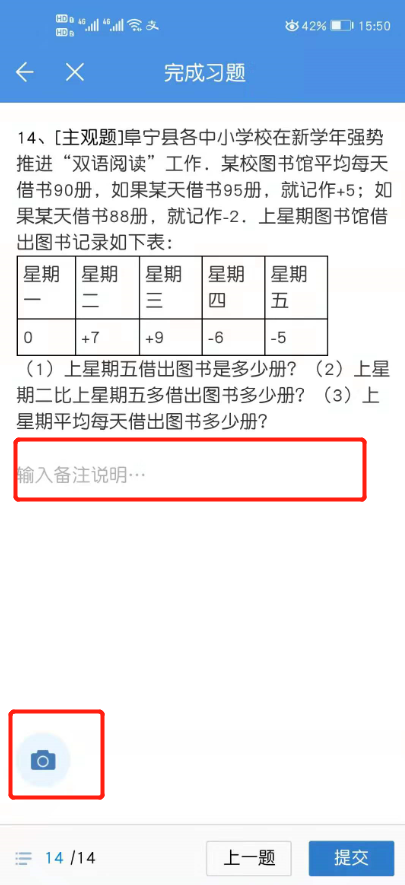 HD 4G 4G 42% 15:50
HD
完成习题
14、[主观题]阜宁县各中小学校在新学年强势
推进“双语阅读”工作．某校图书馆平均每天
借书90册，如果某天借书95册，就记作+5；如
果某天借书88册，就记作-2．上星期图书馆借
出图书记录如下表：
星期一 星期二 星期三 星期四 星期五
0 +7 +9 -6 -5
（1）上星期五借出图书是多少册？（2）上星
期二比上星期五多借出图书多少册？（3）上
星期平均每天借出图书多少册？
输入备注说明…
14 /14 上一题 提交